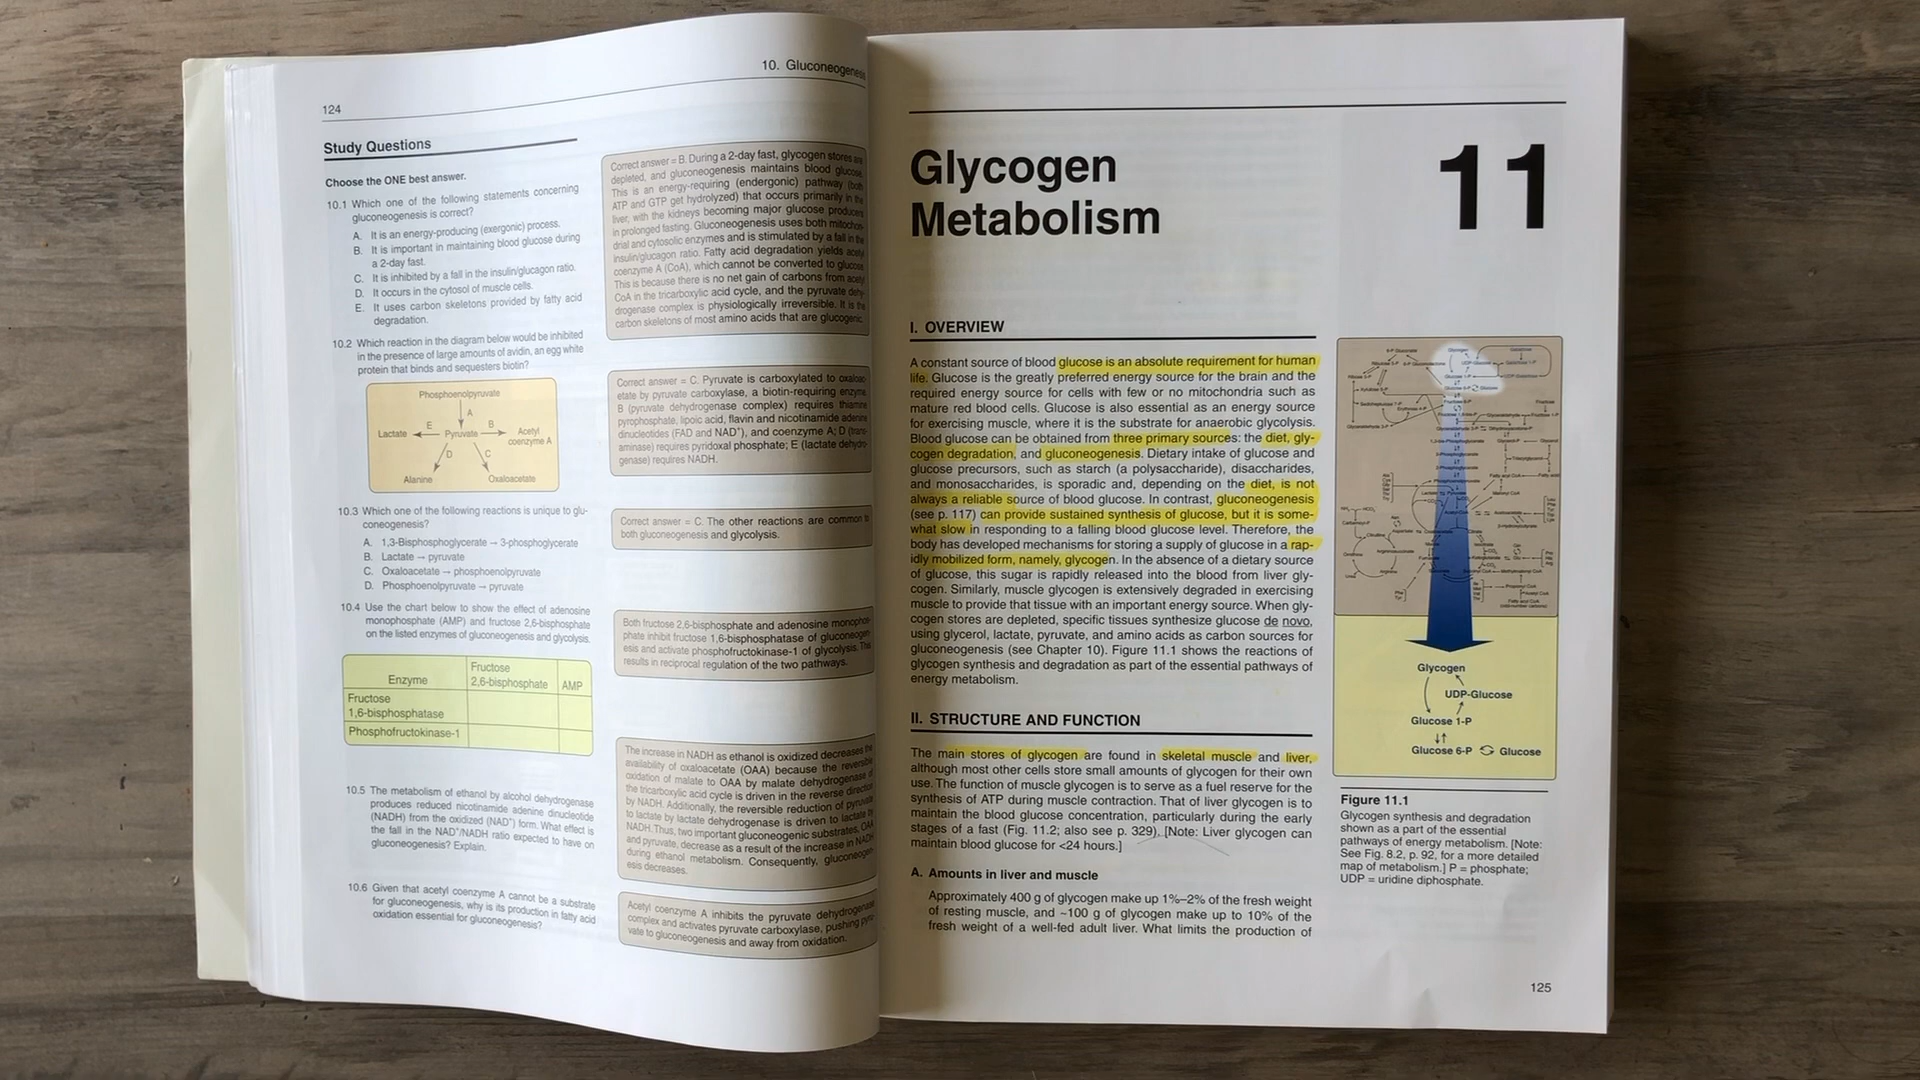 124
10. Gluconeogenesis
Study Questions
Choose the ONE best answer.
10.1 Which one of the following statements concerning
gluconeogenesis is correct?
A. It is an energy-producing (exergonic) process.
B. It is important in maintaining blood glucose during
a 2-day fast.
C. It is inhibited by a fall in the insulin/glucagon ratio.
D. It occurs in the cytosol of muscle cells.
E. It uses carbon skeletons provided by fatty acid
degradation.
Correct answer = B. During a 2-day fast, glycogen stores are
depleted, and gluconeogenesis maintains blood glucose.
This is an energy-requiring (endergonic) pathway (both
ATP and GTP get hydrolyzed) that occurs primarily in the
liver, with the kidneys becoming major glucose producers
in prolonged fasting. Gluconeogenesis uses both mitochon-
drial and cytosolic enzymes and is stimulated by a fall in the
insulin/glucagon ratio. Fatty acid degradation yields acetyl
coenzyme A (CoA), which cannot be converted to glucose.
This is because there is no net gain of carbons from acetyl
CoA in the tricarboxylic acid cycle, and the pyruvate dehy-
drogenase complex is physiologically irreversible. It is the
carbon skeletons of most amino acids that are glucogenic.
10.2 Which reaction in the diagram below would be inhibited
in the presence of large amounts of avidin, an egg white
protein that binds and sequesters biotin?
Phosphoenolpyruvate
A
Lactate E Pyruvate B Acetyl
coenzyme A
D C
Alanine Oxaloacetate
Correct answer = C. Pyruvate is carboxylated to oxaloac-
etate by pyruvate carboxylase, a biotin-requiring enzyme.
B (pyruvate dehydrogenase complex) requires thiamine
pyrophosphate, lipoic acid, flavin and nicotinamide adenine
dinucleotides (FAD and NAD⁺), and coenzyme A; D (trans-
aminase) requires pyridoxal phosphate; E (lactate dehydro-
genase) requires NADH.
10.3 Which one of the following reactions is unique to glu-
coneogenesis?
A. 1,3-Bisphosphoglycerate → 3-phosphoglycerate
B. Lactate → pyruvate
C. Oxaloacetate → phosphoenolpyruvate
D. Phosphoenolpyruvate → pyruvate
Correct answer = C. The other reactions are common to
both gluconeogenesis and glycolysis.
10.4 Use the chart below to show the effect of adenosine
monophosphate (AMP) and fructose 2,6-bisphosphate
on the listed enzymes of gluconeogenesis and glycolysis.
Enzyme Fructose
2,6-bisphosphate AMP
Fructose
1,6-bisphosphatase
Phosphofructokinase-1
Both fructose 2,6-bisphosphate and adenosine monophos-
phate inhibit fructose 1,6-bisphosphatase of gluconeogen-
esis and activate phosphofructokinase-1 of glycolysis. This
results in reciprocal regulation of the two pathways.
10.5 The metabolism of ethanol by alcohol dehydrogenase
produces reduced nicotinamide adenine dinucleotide
(NADH) from the oxidized (NAD⁺) form. What effect is
the fall in the NAD⁺/NADH ratio expected to have on
gluconeogenesis? Explain.
The increase in NADH as ethanol is oxidized decreases the
availability of oxaloacetate (OAA) because the reversible
oxidation of malate to OAA by malate dehydrogenase of
the tricarboxylic acid cycle is driven in the reverse direction
by NADH. Additionally, the reversible reduction of pyruvate
to lactate by lactate dehydrogenase is driven to lactate by
NADH. Thus, two important gluconeogenic substrates, OAA
and pyruvate, decrease as a result of the increase in NADH
during ethanol metabolism. Consequently, gluconeogen-
esis decreases.
10.6 Given that acetyl coenzyme A cannot be a substrate
for gluconeogenesis, why is its production in fatty acid
oxidation essential for gluconeogenesis?
Acetyl coenzyme A inhibits the pyruvate dehydrogenase
complex and activates pyruvate carboxylase, pushing pyru-
vate to gluconeogenesis and away from oxidation.
Glycogen
Metabolism
11
I. OVERVIEW
A constant source of blood glucose is an absolute requirement for human
life. Glucose is the greatly preferred energy source for the brain and the
required energy source for cells with few or no mitochondria such as
mature red blood cells. Glucose is also essential as an energy source
for exercising muscle, where it is the substrate for anaerobic glycolysis.
Blood glucose can be obtained from three primary sources: the diet, gly-
cogen degradation, and gluconeogenesis. Dietary intake of glucose and
glucose precursors, such as starch (a polysaccharide), disaccharides,
and monosaccharides, is sporadic and, depending on the diet, is not
always a reliable source of blood glucose. In contrast, gluconeogenesis
(see p. 117) can provide sustained synthesis of glucose, but it is some-
what slow in responding to a falling blood glucose level. Therefore, the
body has developed mechanisms for storing a supply of glucose in a rap-
idly mobilized form, namely, glycogen. In the absence of a dietary source
of glucose, this sugar is rapidly released into the blood from liver gly-
cogen. Similarly, muscle glycogen is extensively degraded in exercising
muscle to provide that tissue with an important energy source. When gly-
cogen stores are depleted, specific tissues synthesize glucose de novo,
using glycerol, lactate, pyruvate, and amino acids as carbon sources for
gluconeogenesis (see Chapter 10). Figure 11.1 shows the reactions of
glycogen synthesis and degradation as part of the essential pathways of
energy metabolism.
II. STRUCTURE AND FUNCTION
The main stores of glycogen are found in skeletal muscle and liver,
although most other cells store small amounts of glycogen for their own
use. The function of muscle glycogen is to serve as a fuel reserve for the
synthesis of ATP during muscle contraction. That of liver glycogen is to
maintain the blood glucose concentration, particularly during the early
stages of a fast (Fig. 11.2; also see p. 329). [Note: Liver glycogen can
maintain blood glucose for <24 hours.]
A. Amounts in liver and muscle
Approximately 400 g of glycogen make up 1%–2% of the fresh weight
of resting muscle, and ~100 g of glycogen make up to 10% of the
fresh weight of a well-fed adult liver. What limits the production of
Glycogen
UDP-Glucose
Glucose 1-P
Glucose 6-P Glucose
Figure 11.1
Glycogen synthesis and degradation
shown as a part of the essential
pathways of energy metabolism. [Note:
See Fig. 8.2, p. 92, for a more detailed
map of metabolism.] P = phosphate;
UDP = uridine diphosphate.
125